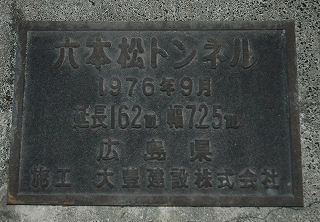 六本松トンネル
1976年9月
延長162m 幅7.25m
広島県
施工 大豊建設株式会社